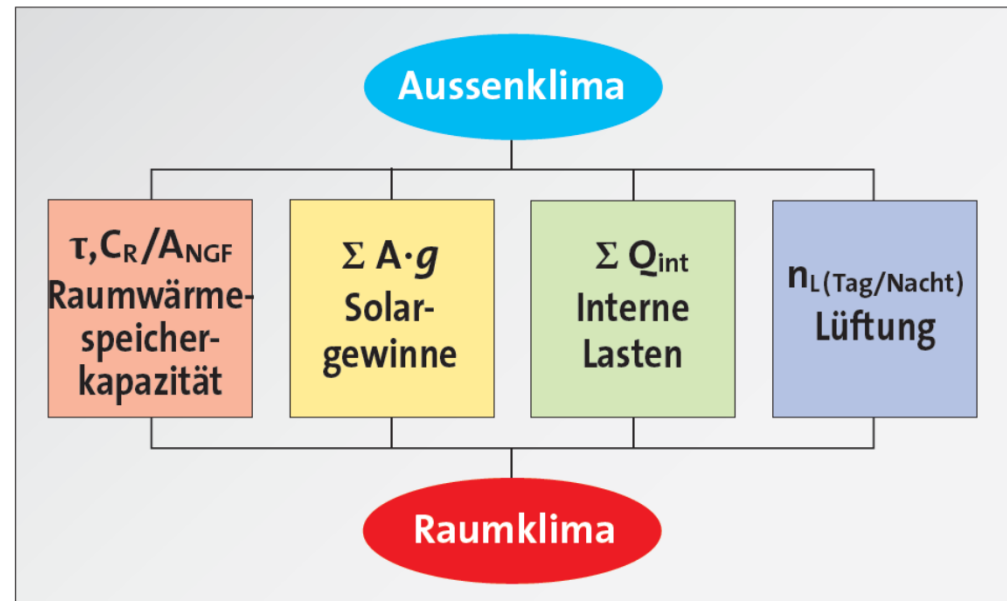 Aussenklima
τ,CR/ANGF
Raumwärme-
speicher-
kapazität
Σ A·g
Solar-
gewinne
Σ Qint
Interne
Lasten
nL(Tag/Nacht)
Lüftung
Raumklima